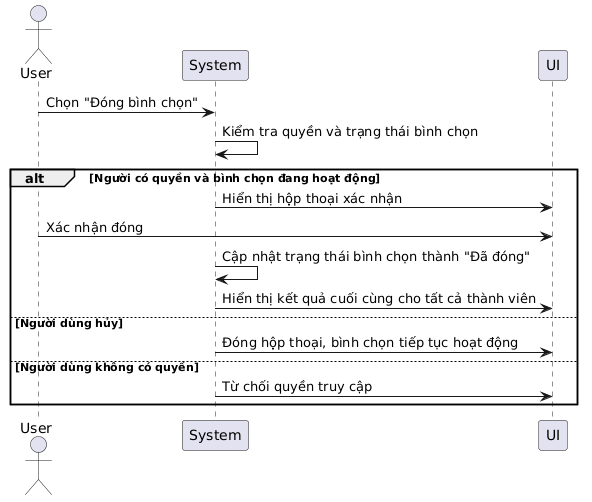 User
System
UI
Chọn "Đóng bình chọn"
Kiểm tra quyền và trạng thái bình chọn
alt
[Người có quyền và bình chọn đang hoạt động]
Hiển thị hộp thoại xác nhận
Xác nhận đóng
Cập nhật trạng thái bình chọn thành "Đã đóng"
Hiển thị kết quả cuối cùng cho tất cả thành viên
[Người dùng hủy]
Đóng hộp thoại, bình chọn tiếp tục hoạt động
[Người dùng không có quyền]
Từ chối quyền truy cập
User
System
UI